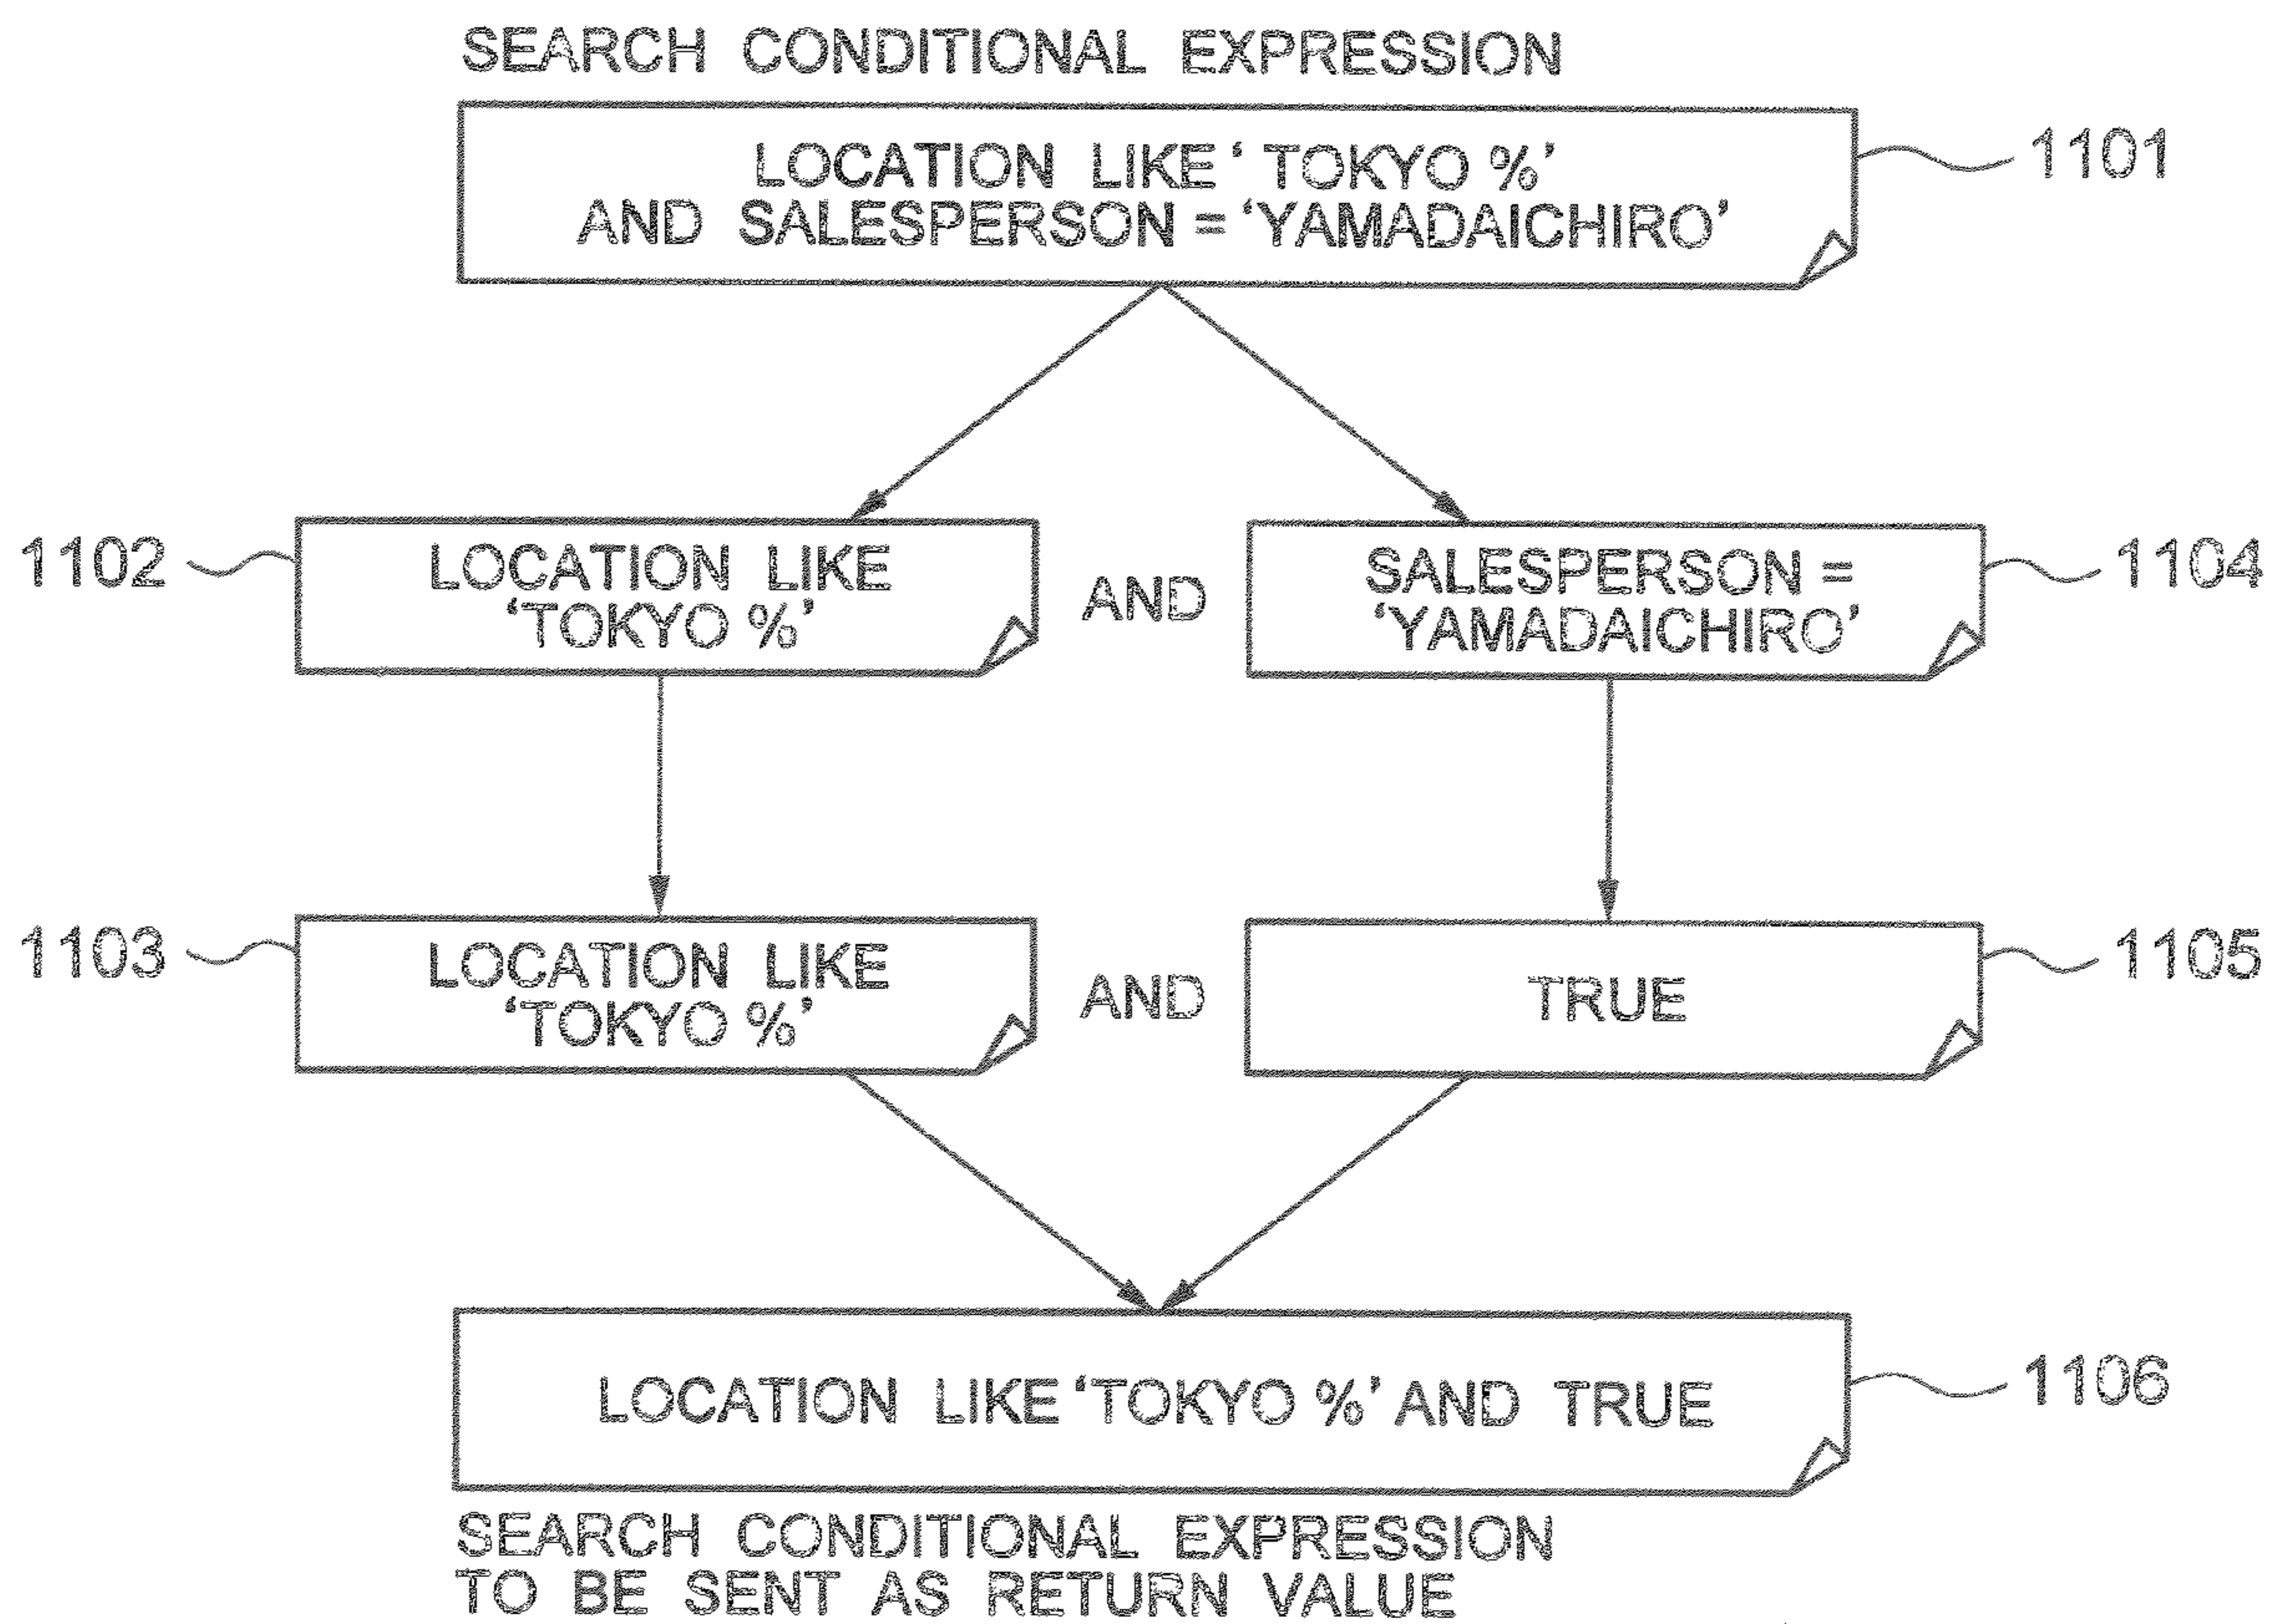 SEARCH CONDITIONAL EXPRESSION
LOCATION LIKE ‘ TOKYO %’
AND SALESPERSON = ‘YAMADAICHIRO’
1101
1102
LOCATION LIKE
‘TOKYO %’
AND
SALESPERSON =
‘YAMADAICHIRO’
1104
1103
LOCATION LIKE
‘TOKYO %’
AND
TRUE
1105
LOCATION LIKE ‘TOKYO %’ AND TRUE
1106
SEARCH CONDITIONAL EXPRESSION
TO BE SENT AS RETURN VALUE